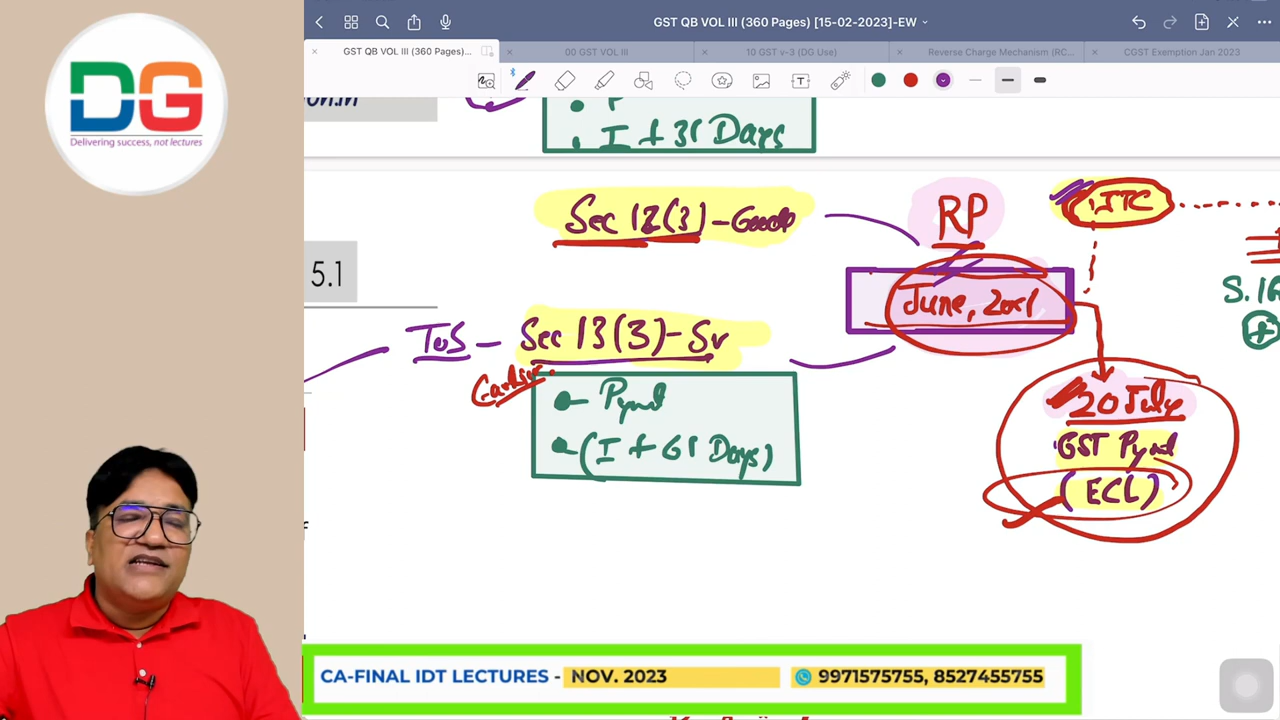 GST QB VOL III (360 Pages) [15-02-2023]-EW
GST QB VOL III (360 Pages)...
00 GST VOL III
10 GST v-3 (DG Use)
Reverse Charge Mechanism (RC...
CGST Exemption Jan 2023
DG
Delivering success, not lectures
I + 31 Days
Sec 12(3) - Goods
RP
ITC
5.1
June, 20x1
ToS - Sec 13(3) - Sv
Earlier
Pymt
(I + 61 Days)
20 July
GST Pymt
(ECL)
CA-FINAL IDT LECTURES - NOV. 2023
9971575755, 8527455755